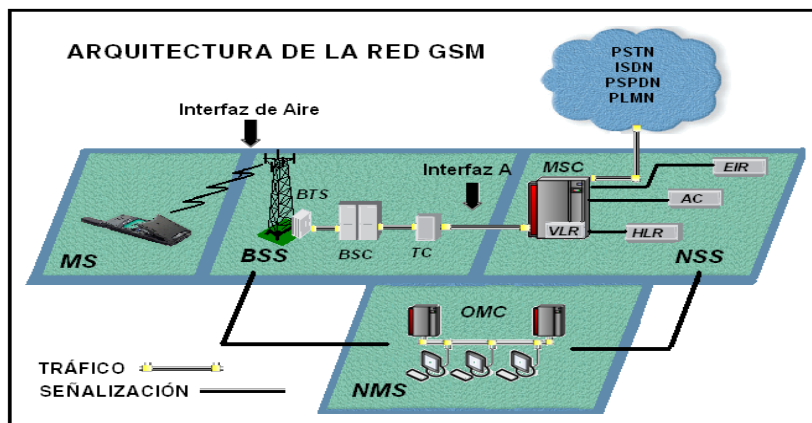 ARQUITECTURA DE LA RED GSM
PSTN
ISDN
PSPDN
PLMN
Interfaz de Aire
Interfaz A
MSC
EIR
BTS
AC
BSC
TC
VLR
HLR
MS
BSS
NSS
OMC
TRÁFICO
SEÑALIZACIÓN
NMS